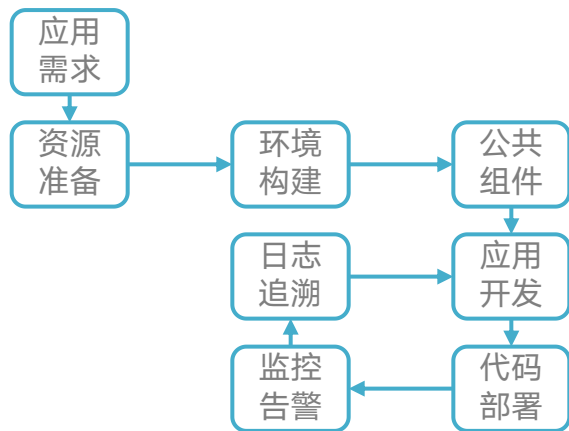 应用
需求
资源
准备
环境
构建
公共
组件
日志
追溯
应用
开发
监控
告警
代码
部署